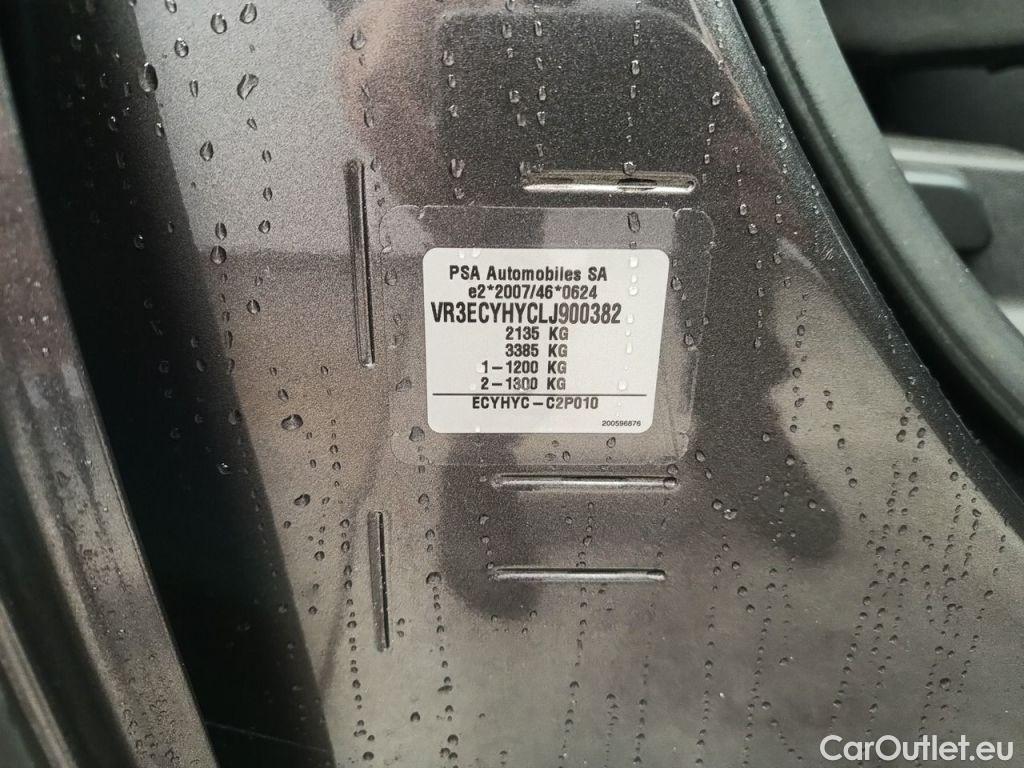 PSA Automobiles SA
e2*2007/46*0624
VR3ECYHYCLJ900382
2135 KG
3385 KG
1-1200 KG
2-1300 KG
ECYHYC-C2P010
200596876
CarOutlet.eu